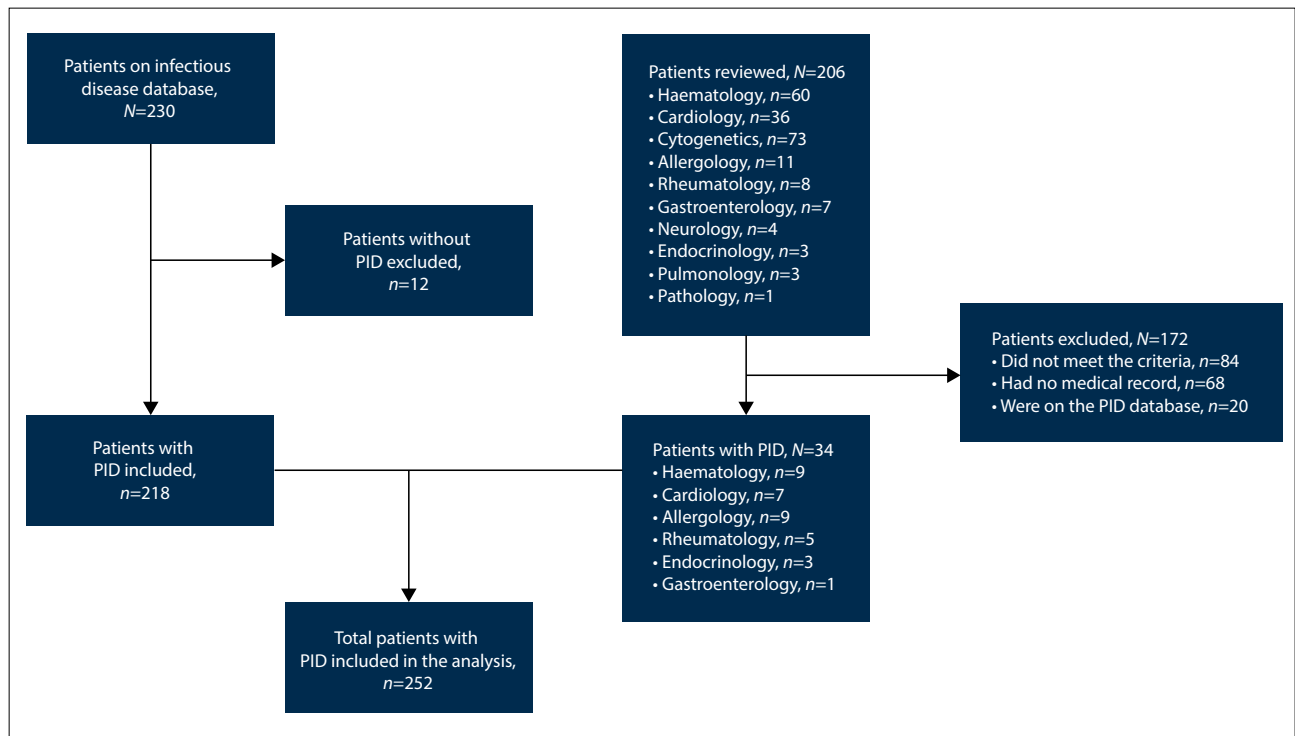 Patients on infectious
disease database,
N=230
Patients without
PID excluded,
n=12
Patients with
PID included,
n=218
Patients reviewed, N=206
• Haematology, n=60
• Cardiology, n=36
• Cytogenetics, n=73
• Allergology, n=11
• Rheumatology, n=8
• Gastroenterology, n=7
• Neurology, n=4
• Endocrinology, n=3
• Pulmonology, n=3
• Pathology, n=1
Patients excluded, N=172
• Did not meet the criteria, n=84
• Had no medical record, n=68
• Were on the PID database, n=20
Patients with PID, N=34
• Haematology, n=9
• Cardiology, n=7
• Allergology, n=9
• Rheumatology, n=5
• Endocrinology, n=3
• Gastroenterology, n=1
Total patients with
PID included in the analysis,
n=252